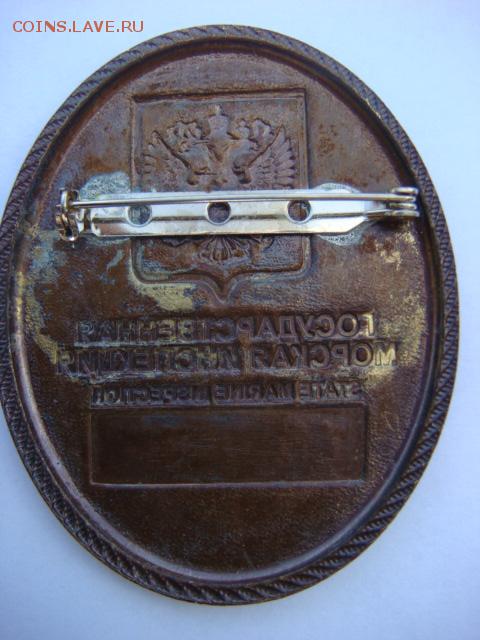 COINS.LAVE.RU
ГОСУДАРСТВЕННАЯ
МОРСКАЯ ИНСПЕКЦИЯ
STATE MARINE INSPECTION